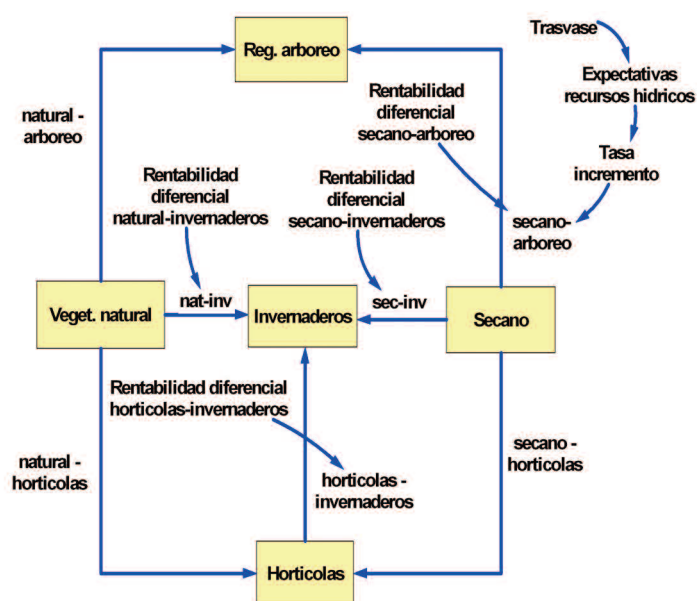 Trasvase
Reg. arboreo
Expectativas
recursos hidricos
Rentabilidad
diferencial
secano-arboreo
natural -
arboreo
Tasa
incremento
Rentabilidad
diferencial
natural-invernaderos
Rentabilidad
diferencial
secano-invernaderos
secano-
arboreo
Veget. natural
nat-inv
Invernaderos
sec-inv
Secano
Rentabilidad diferencial
horticolas-invernaderos
natural -
horticolas
horticolas -
invernaderos
secano -
horticolas
Horticolas